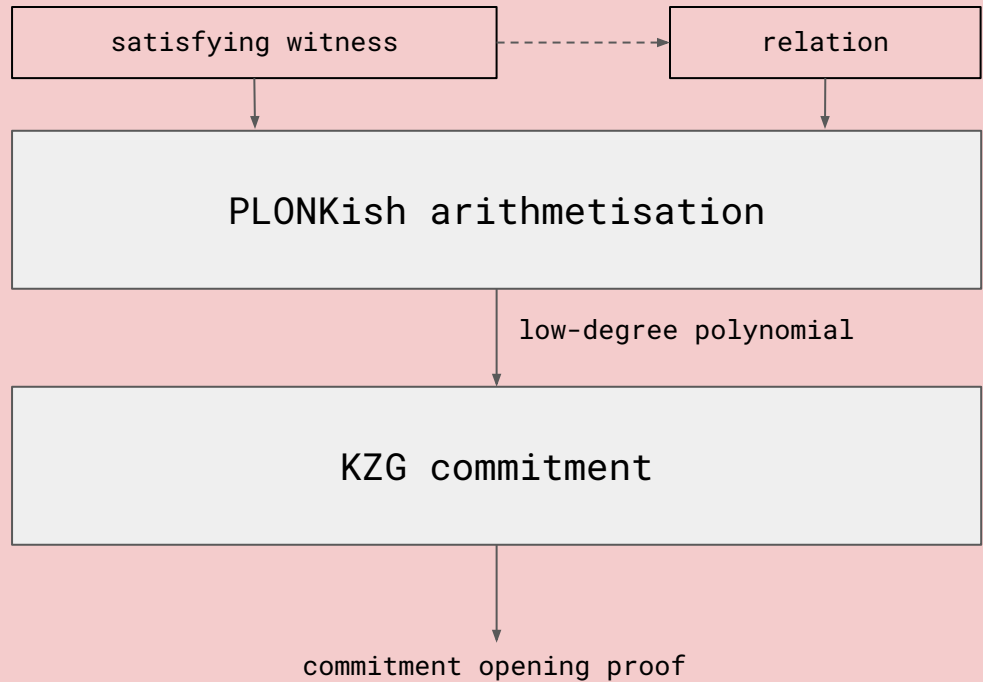 satisfying witness
relation
PLONKish arithmetisation
low-degree polynomial
KZG commitment
commitment opening proof